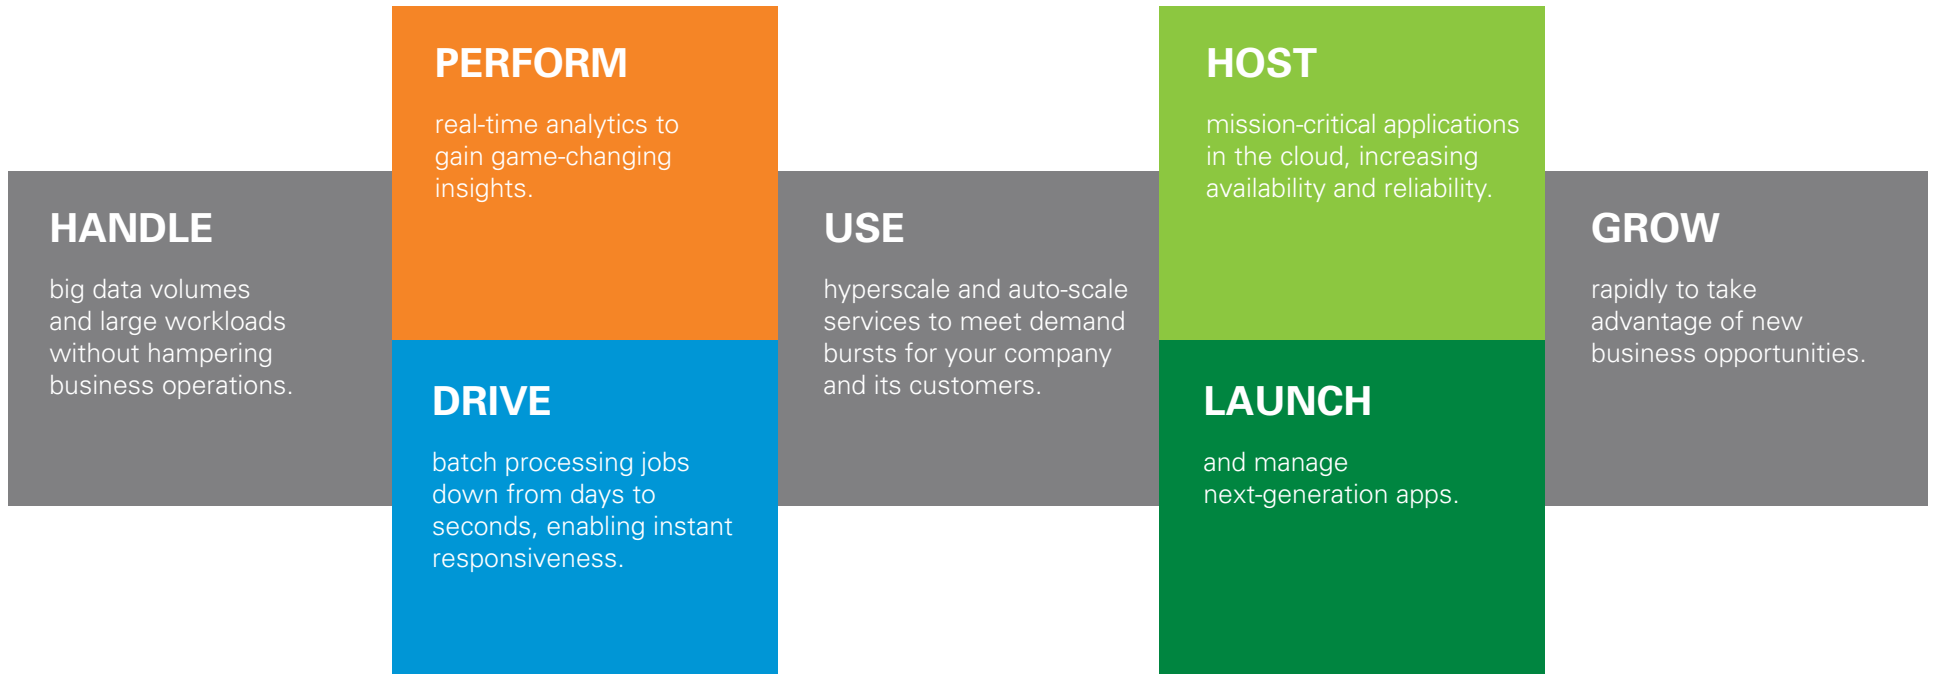 HANDLE
big data volumes
and large workloads
without hampering
business operations.
PERFORM
real-time analytics to
gain game-changing
insights.
DRIVE
batch processing jobs
down from days to
seconds, enabling instant
responsiveness.
USE
hyperscale and auto-scale
services to meet demand
bursts for your company
and its customers.
HOST
mission-critical applications
in the cloud, increasing
availability and reliability.
LAUNCH
and manage
next-generation apps.
GROW
rapidly to take
advantage of new
business opportunities.